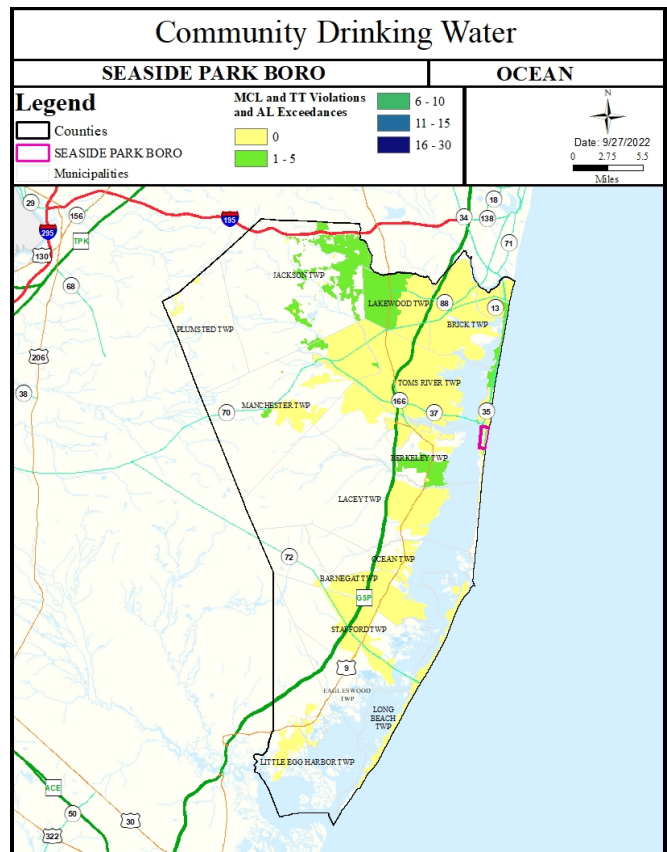 Community Drinking Water
SEASIDE PARK BORO
OCEAN
Legend
Counties
SEASIDE PARK BORO
Municipalities
MCL and TT Violations
and AL Exceedances
0
1 - 5
6 - 10
11 - 15
16 - 30
N
Date: 9/27/2022
0 2.75 5.5
Miles
29
156
295
TPK
130
68
206
38
195
34
18
138
71
JACKSON TWP
LAKEWOOD TWP
88
13
BRICK TWP
PLUMSTED TWP
TOMS RIVER TWP
70
MANCHESTER TWP
166
37
35
BERKELEY TWP
LACEY TWP
72
OCEAN TWP
BARNEGAT TWP
GSP
STAFFORD TWP
9
EAGLESWOOD
TWP
LONG
BEACH
TWP
LITTLE EGG HARBOR TWP
ACE
50
30
322